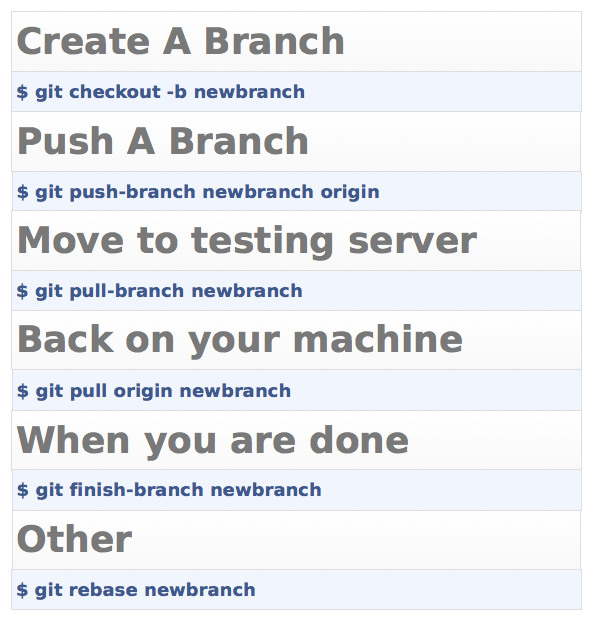 Create A Branch
$ git checkout -b newbranch
Push A Branch
$ git push-branch newbranch origin
Move to testing server
$ git pull-branch newbranch
Back on your machine
$ git pull origin newbranch
When you are done
$ git finish-branch newbranch
Other
$ git rebase newbranch